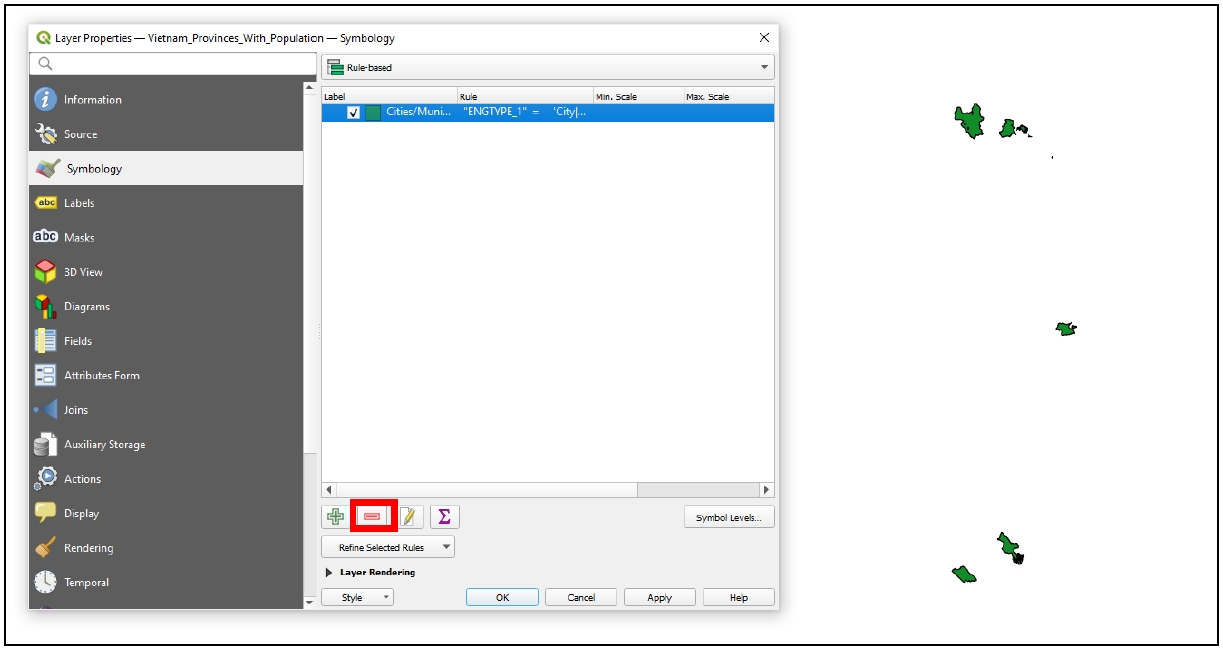 Layer Properties — Vietnam_Provinces_With_Population — Symbology
Rule-based
Label Rule Min. Scale Max. Scale
Cities/Muni... "ENGTYPE_1" = 'City|...
Information
Source
Symbology
abc Labels
abc Masks
3D View
Diagrams
Fields
Attributes Form
Joins
Auxiliary Storage
Actions
Display
Rendering
Temporal
Σ
Symbol Levels...
Refine Selected Rules
Layer Rendering
Style OK Cancel Apply Help